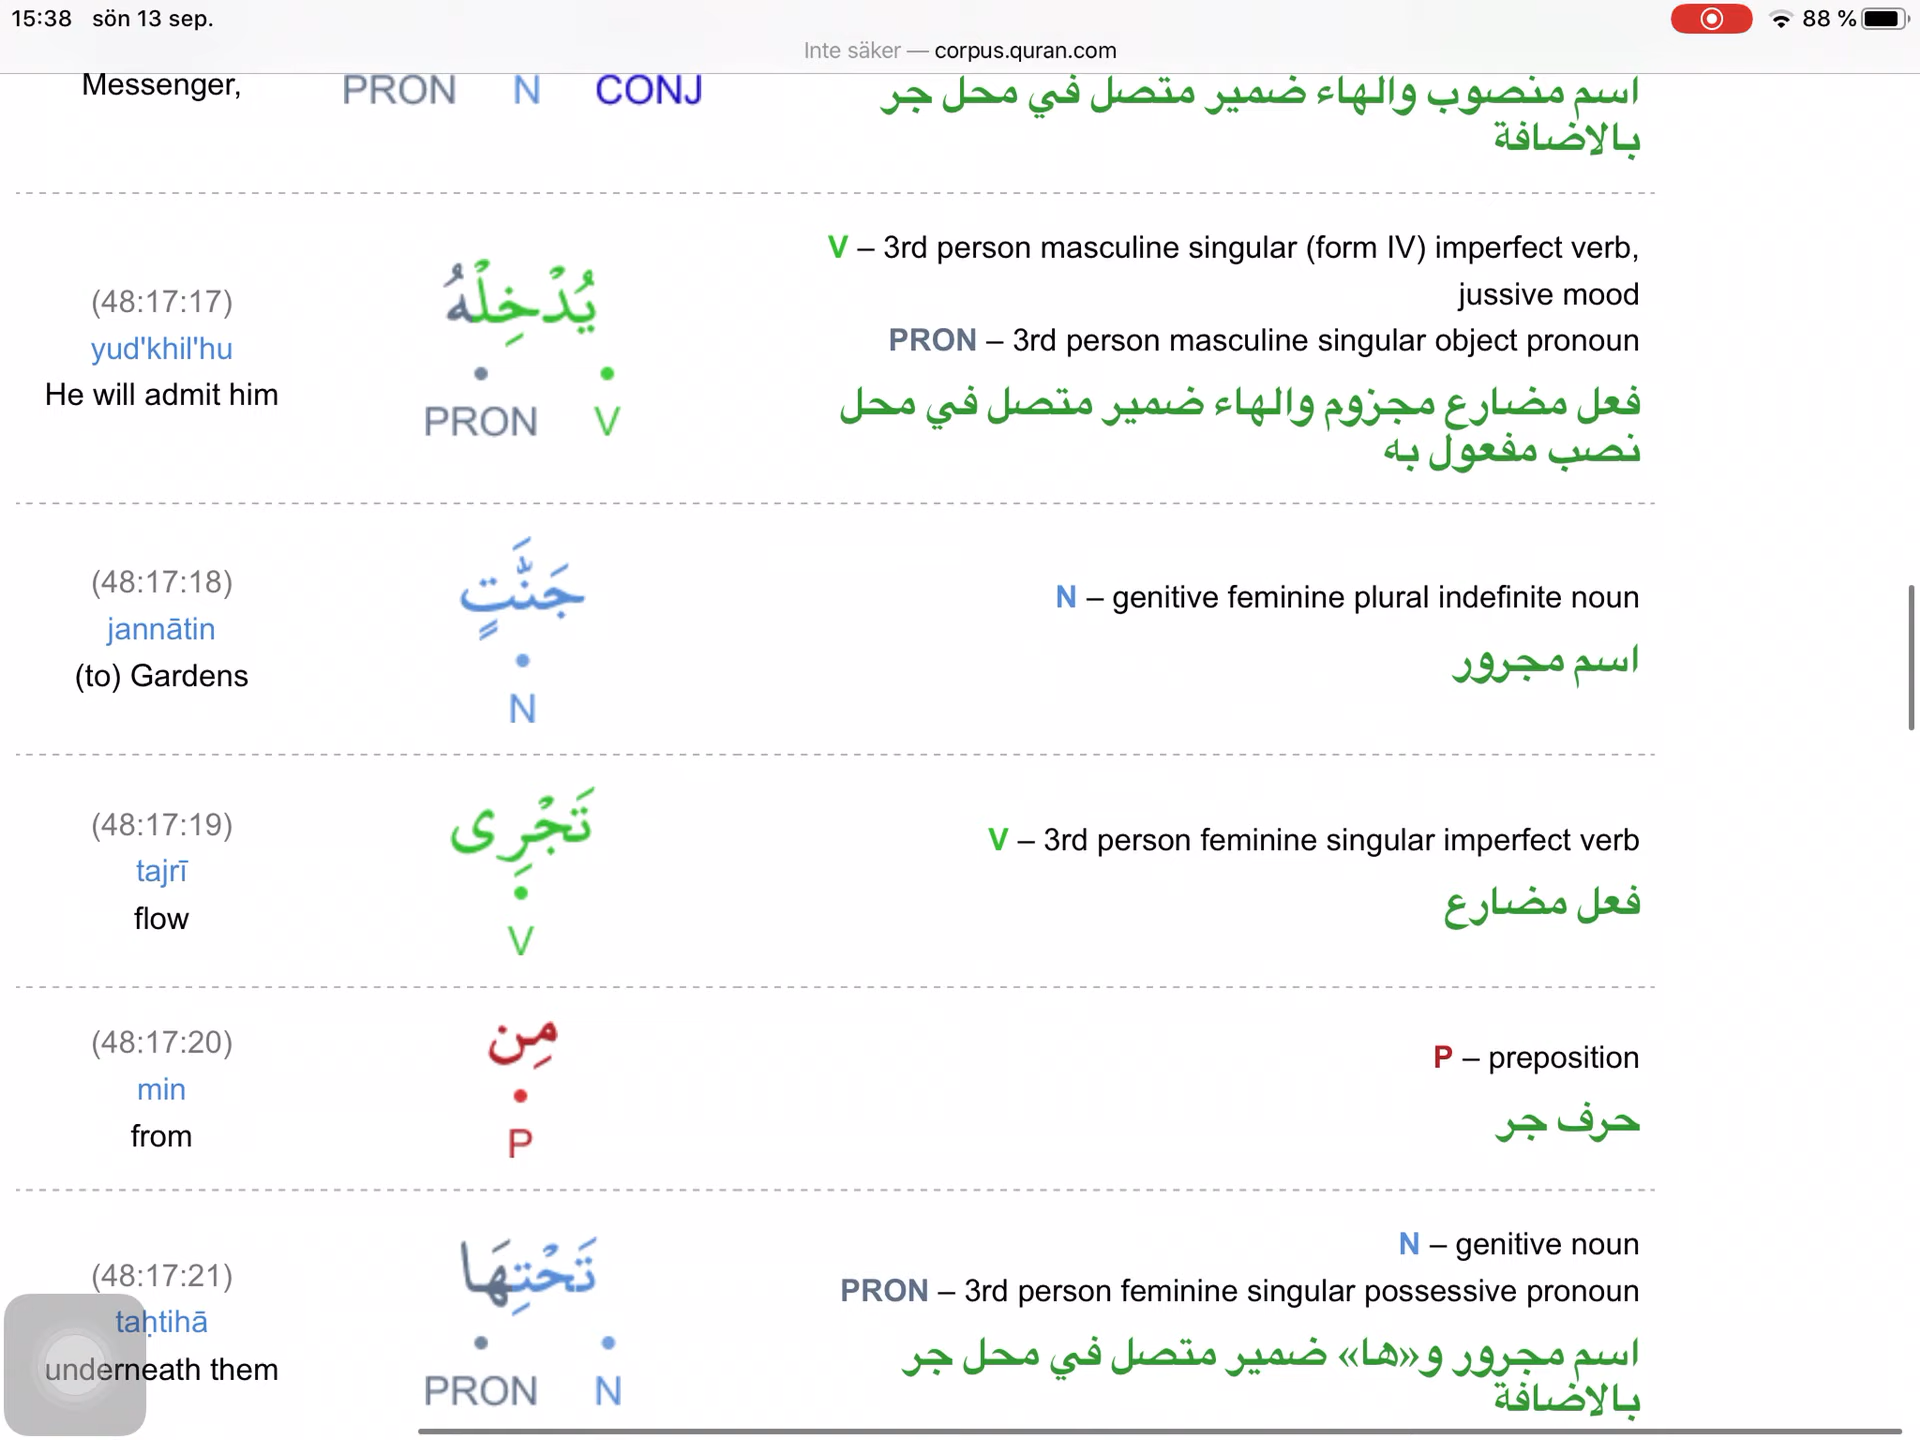 15:38 sön 13 sep. 88 %
Inte säker — corpus.quran.com
Messenger,
PRON N CONJ
اسم منصوب والهاء ضمير متصل في محل جر
بالاضافة
(48:17:17)
yud'khil'hu
He will admit him
يُدْخِلْهُ
PRON V
V – 3rd person masculine singular (form IV) imperfect verb,
jussive mood
PRON – 3rd person masculine singular object pronoun
فعل مضارع مجزوم والهاء ضمير متصل في محل
نصب مفعول به
(48:17:18)
jannātin
(to) Gardens
جَنَّٰتٍ
N
N – genitive feminine plural indefinite noun
اسم مجرور
(48:17:19)
tajrī
flow
تَجْرِى
V
V – 3rd person feminine singular imperfect verb
فعل مضارع
(48:17:20)
min
from
مِن
P
P – preposition
حرف جر
(48:17:21)
taḥtihā
underneath them
تَحْتِهَا
PRON N
N – genitive noun
PRON – 3rd person feminine singular possessive pronoun
اسم مجرور و«ها» ضمير متصل في محل جر
بالاضافة